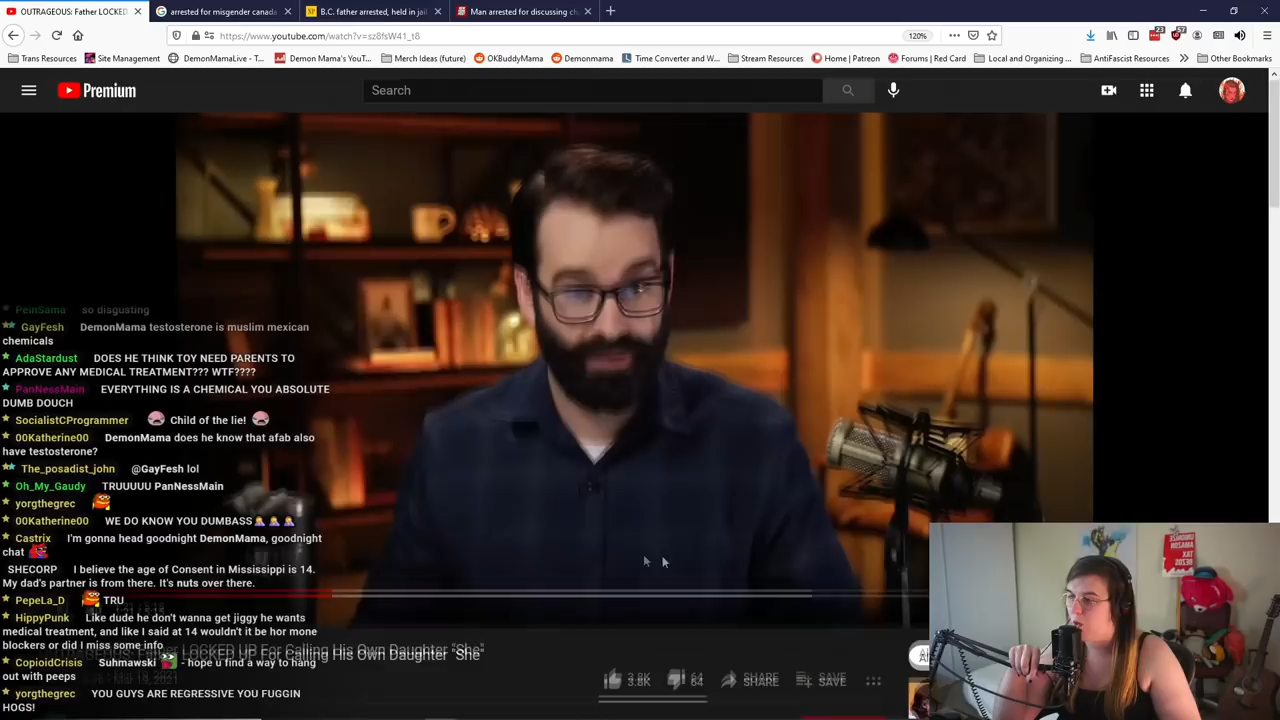 OUTRAGEOUS: Father LOCKED
arrested for misgender canada
B.C. father arrested, held in jail
Man arrested for discussing ch
https://www.youtube.com/watch?v=sz8fsW41_t8
120%
Trans Resources
Site Management
DemonMamaLive - T...
Demon Mama's YouT...
Merch Ideas (future)
OKBuddyMama
Demonmama
Time Converter and W...
Stream Resources
Home | Patreon
Forums | Red Card
Local and Organizing ...
AntiFascist Resources
Other Bookmarks
Premium
Search
PeinSama so disgusting
GayFesh DemonMama testosterone is muslim mexican
chemicals
AdaStardust DOES HE THINK TOY NEED PARENTS TO
APPROVE ANY MEDICAL TREATMENT??? WTF????
PanNessMain EVERYTHING IS A CHEMICAL YOU ABSOLUTE
DUMB DOUCH
SocialistCProgrammer Child of the lie!
00Katherine00 DemonMama does he know that afab also
have testosterone?
The_posadist_john @GayFesh lol
Oh_My_Gaudy TRUUUUU PanNessMain
yorgthegrec
00Katherine00 WE DO KNOW YOU DUMBASS
Castrix I'm gonna head goodnight DemonMama, goodnight
chat
SHECORP I believe the age of Consent in Mississippi is 14.
My dad's partner is from there. It's nuts over there.
PepeLa_D TRU
HippyPunk Like dude he don't wanna get jiggy he wants
medical treatment, and like I said at 14 wouldn't it be hor mone
blockers or did I miss some info
CopioidCrisis Suhmawski - hope u find a way to hang
out with peeps
yorgthegrec YOU GUYS ARE REGRESSIVE YOU FUGGIN
HOGS!
Father LOCKED UP For Calling His Own Daughter "She"
3.8K
64
SHARE
SAVE